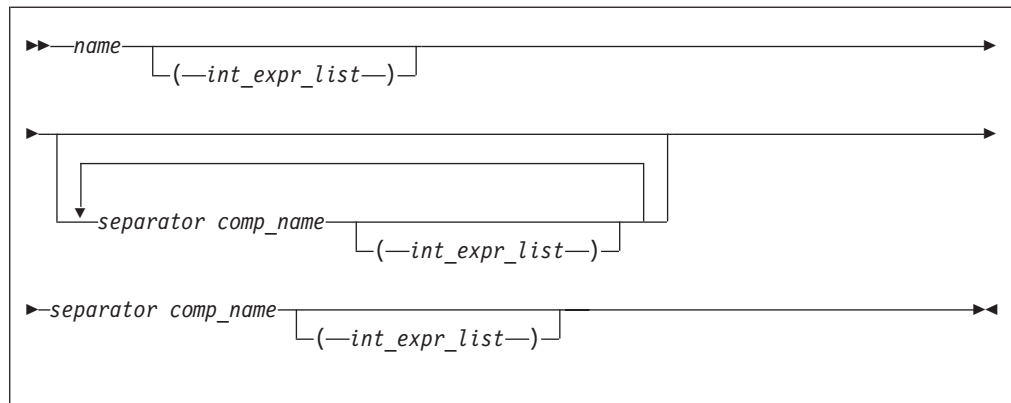 name
( int_expr_list )
separator comp_name
( int_expr_list )
separator comp_name
( int_expr_list )